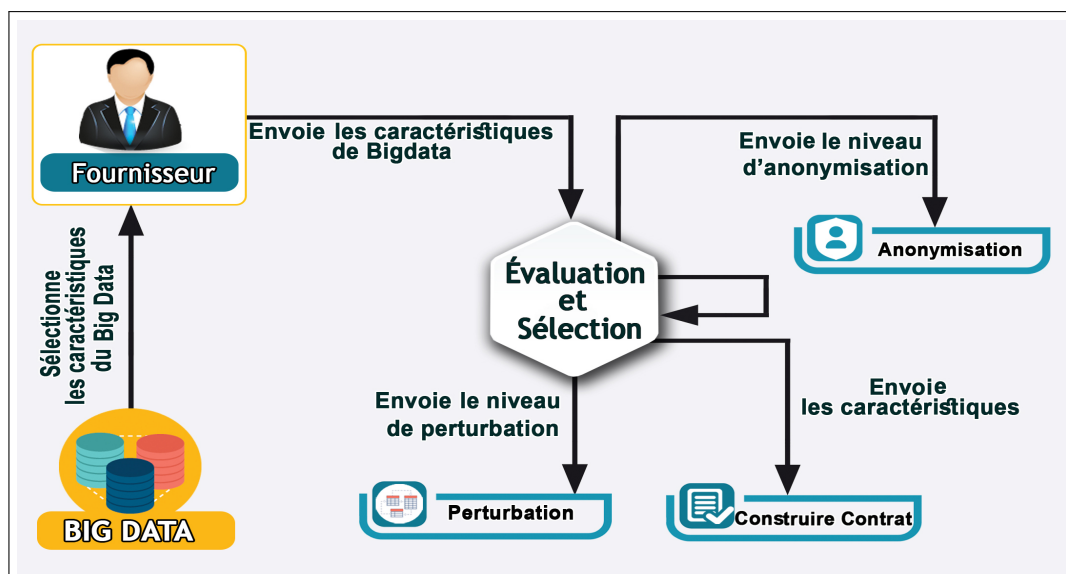 Fournisseur
Envoie les caractéristiques
de Bigdata
Envoie le niveau
d'anonymisation
Anonymisation
Sélectionne
les caractéristiques
du Big Data
Évaluation
et
Sélection
Envoie le niveau
de perturbation
Envoie
les caractéristiques
BIG DATA
Perturbation
Construire Contrat